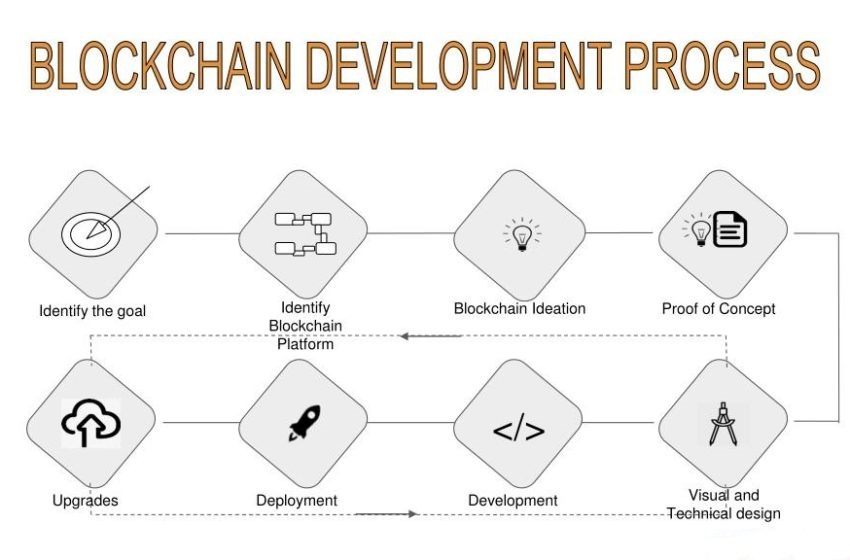 BLOCKCHAIN DEVELOPMENT PROCESS
Identify the goal
Identify
Blockchain
Platform
Blockchain Ideation
Proof of Concept
Upgrades
Deployment
</>
Development
Visual and
Technical design